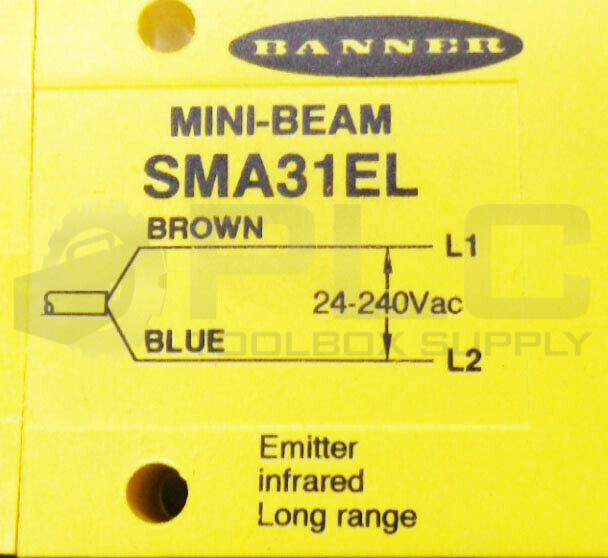 BANNER
MINI-BEAM
SMA31EL
BROWN
L1
24-240Vac
BLUE
L2
PLC
TOOLBOX SUPPLY
Emitter
infrared
Long range